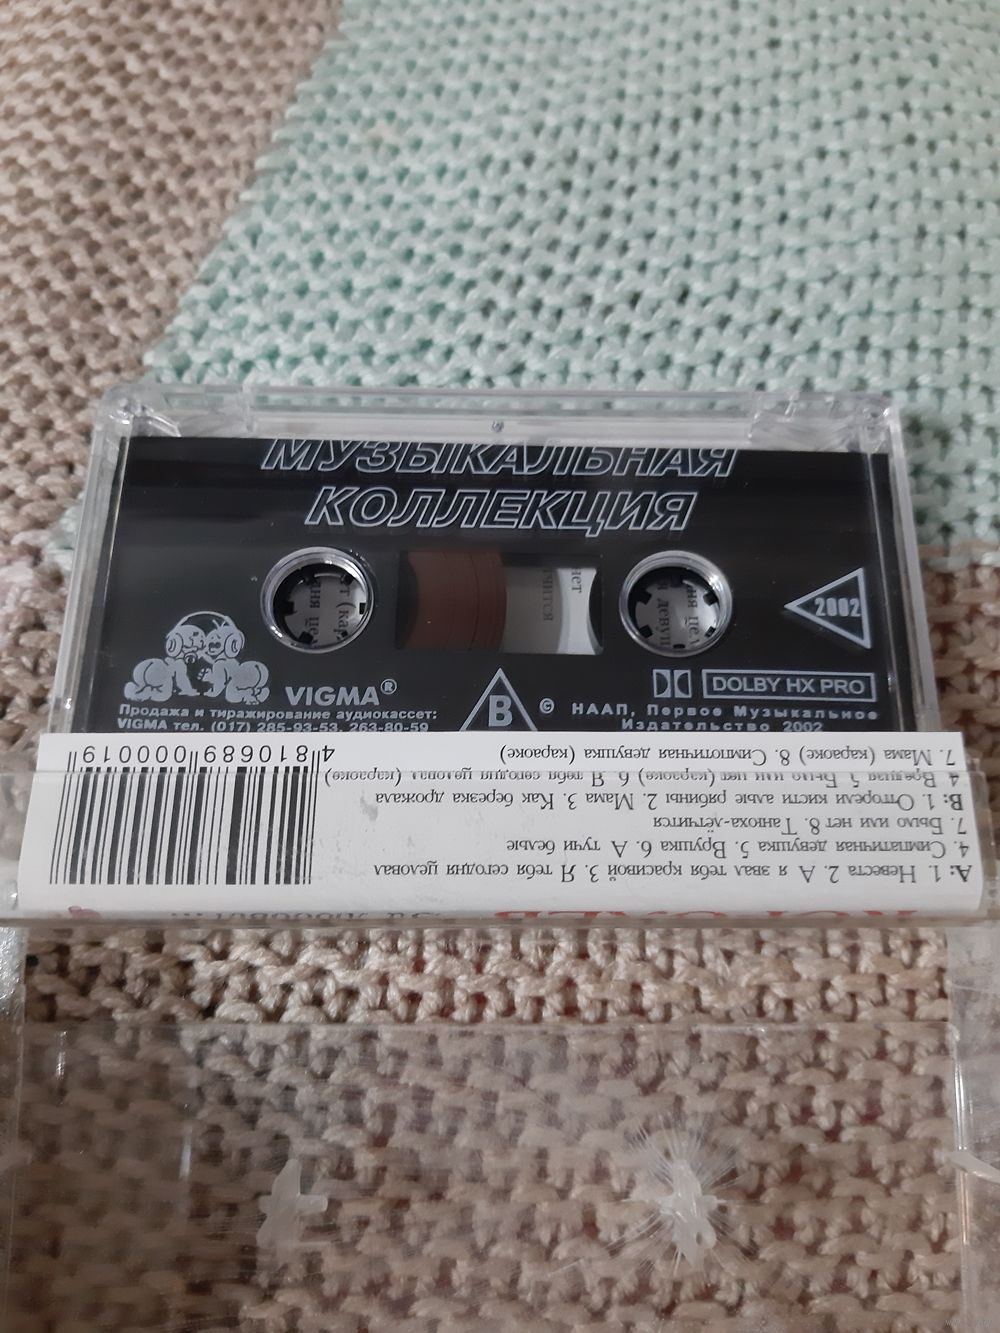 МУЗЫКАЛЬНАЯ
КОЛЛЕКЦИЯ
2002
VIGMA®
Продажа и тиражирование аудиокассет:
VIGMA тел. (017) 285-93-53, 263-80-59
B
DOLBY HX PRO
© НААП, Первое Музыкальное
Издательство 2002
А: 1. Невеста 2. А я звал тебя красивой 3. Я тебя сегодня целовал
4. Симпатичная девушка 5. Врушка 6. А тучи белые
7. Было или нет 8. Танюха-лётчится
В: 1. Отгорели кисти алые рябины 2. Мама 3. Как березка дрожала
4. Вредная 5. Было или нет (караоке) 6. Я тебя сегодня целовал (караоке)
7. Мама (караоке) 8. Симпотичная девушка (караоке)
4 810689 000019